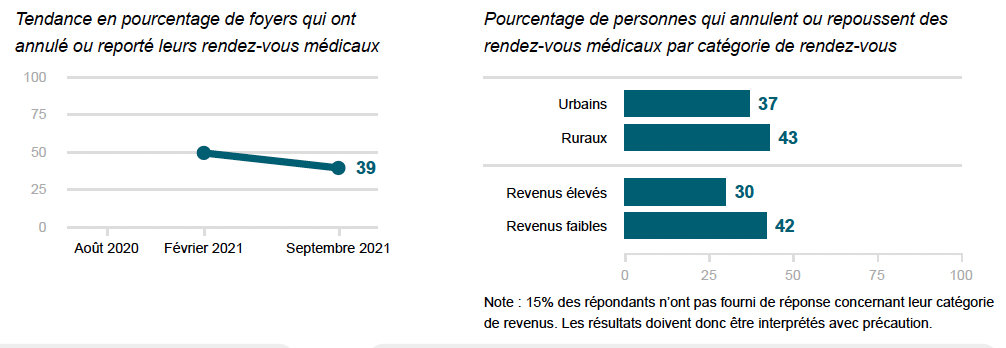 Tendance en pourcentage de foyers qui ont
annulé ou reporté leurs rendez-vous médicaux
100
75
50
25
0
39
Août 2020
Février 2021
Septembre 2021
Pourcentage de personnes qui annulent ou repoussent des
rendez-vous médicaux par catégorie de rendez-vous
Urbains 37
Ruraux 43
Revenus élevés 30
Revenus faibles 42
0 25 50 75 100
Note : 15% des répondants n’ont pas fourni de réponse concernant leur catégorie
de revenus. Les résultats doivent donc être interprétés avec précaution.